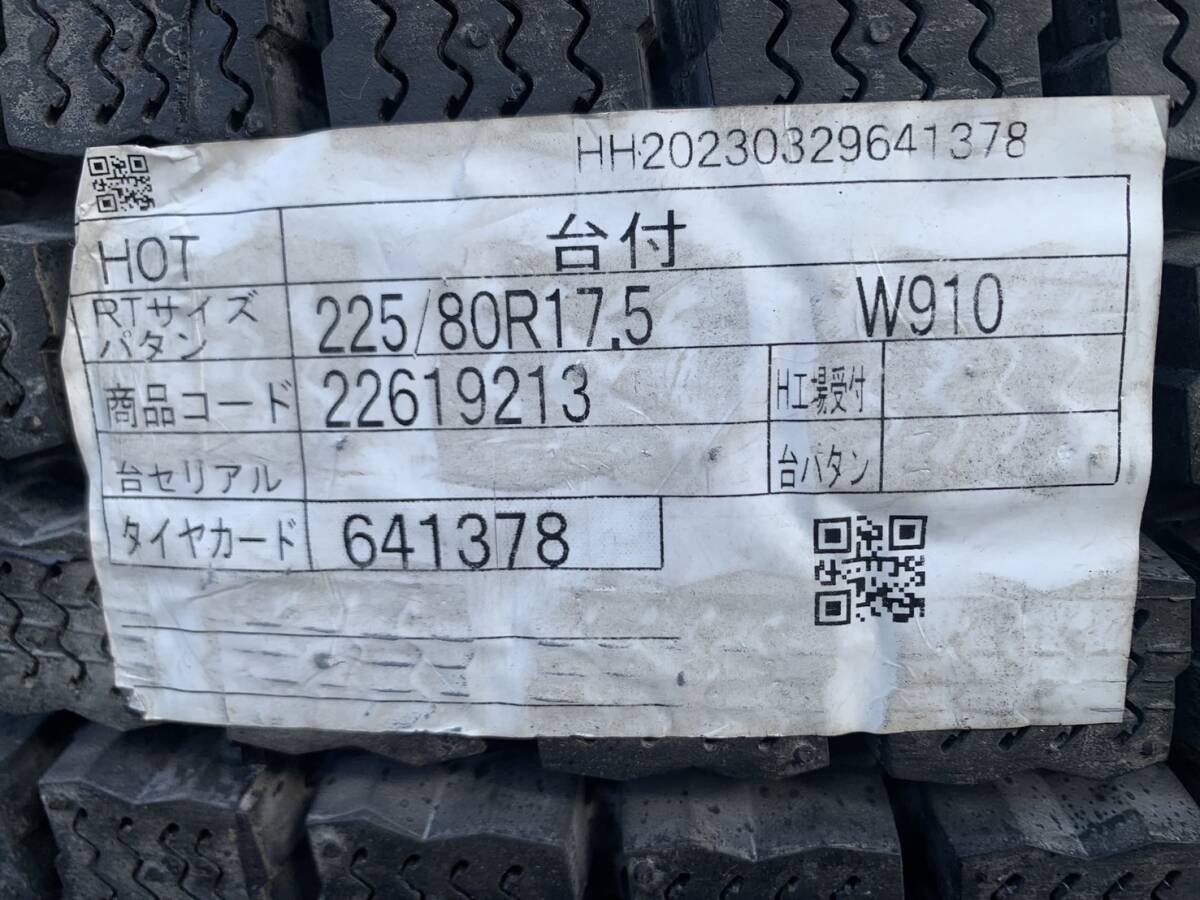 HH20230329641378
HOT 台付
RTサイズ 225/80R17.5 W910
パタン
商品コード 22619213 H工場受付
台セリアル 台パタン
タイヤカード 641378